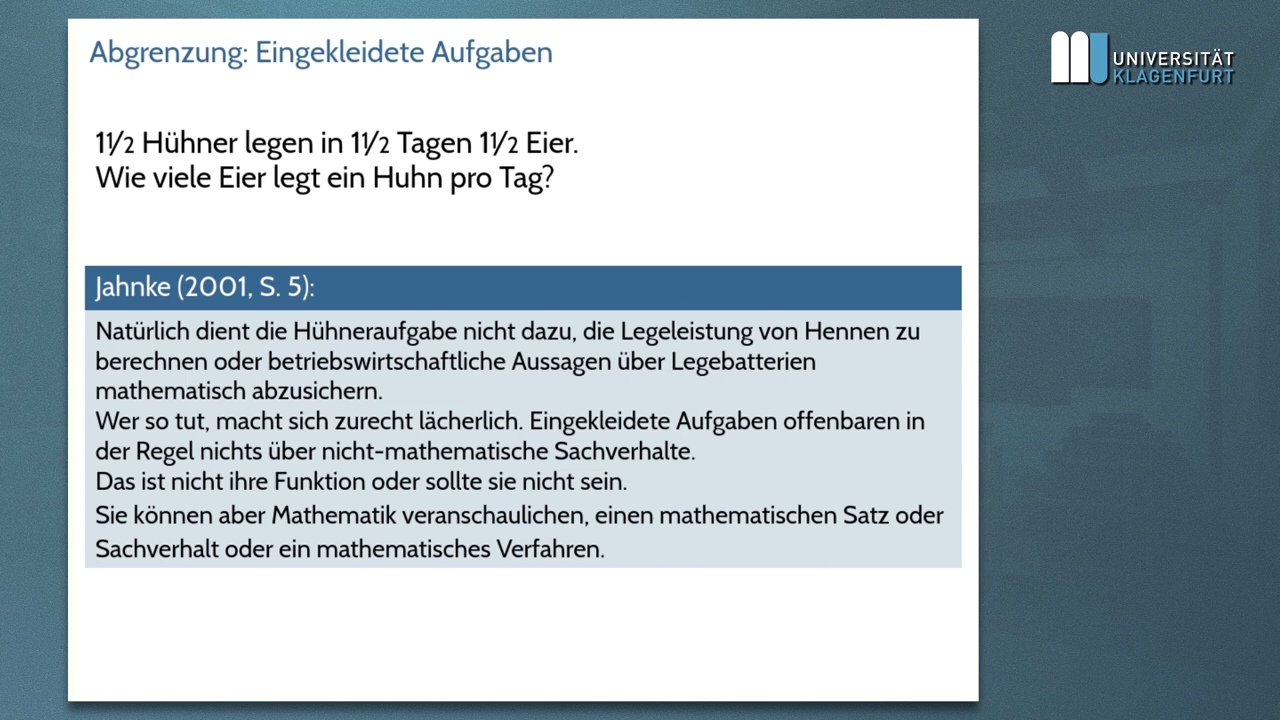 Abgrenzung: Eingekleidete Aufgaben
UNIVERSITÄT
KLAGENFURT
1½ Hühner legen in 1½ Tagen 1½ Eier.
Wie viele Eier legt ein Huhn pro Tag?
Jahnke (2001, S. 5):
Natürlich dient die Hühneraufgabe nicht dazu, die Legeleistung von Hennen zu
berechnen oder betriebswirtschaftliche Aussagen über Legebatterien
mathematisch abzusichern.
Wer so tut, macht sich zurecht lächerlich. Eingekleidete Aufgaben offenbaren in
der Regel nichts über nicht-mathematische Sachverhalte.
Das ist nicht ihre Funktion oder sollte sie nicht sein.
Sie können aber Mathematik veranschaulichen, einen mathematischen Satz oder
Sachverhalt oder ein mathematisches Verfahren.